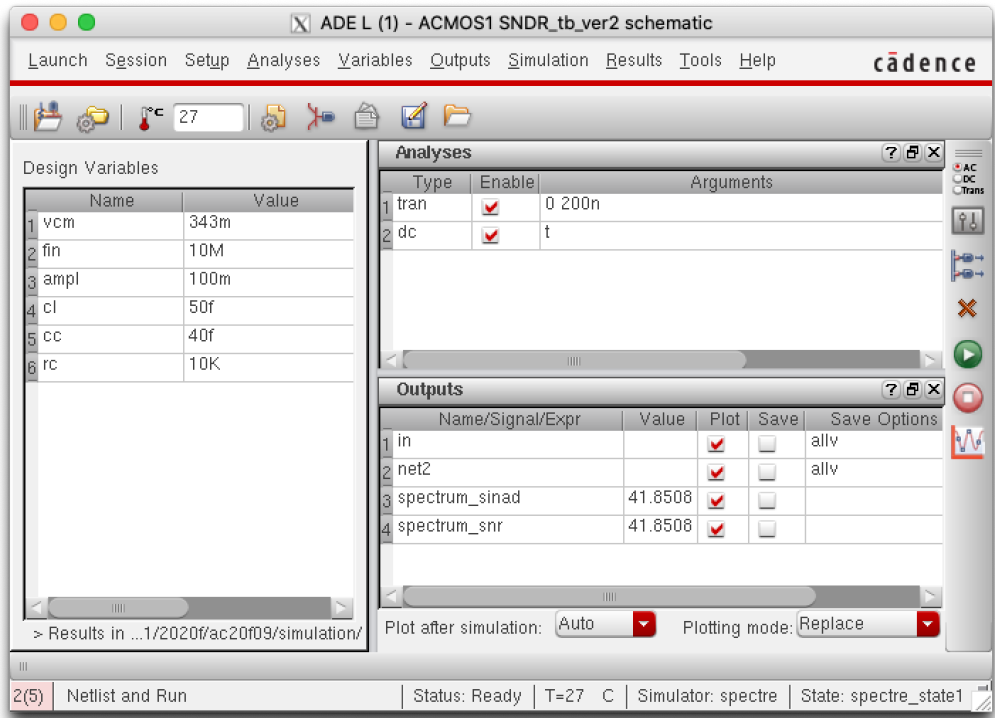 X ADE L (1) - ACMOS1 SNDR_tb_ver2 schematic
Launch Session Setup Analyses Variables Outputs Simulation Results Tools Help cādence
°C 27
Design Variables
Name Value
1 vcm 343m
2 fin 10M
3 ampl 100m
4 cl 50f
5 cc 40f
6 rc 10K
> Results in ...1/2020f/ac20f09/simulation/
Analyses ?
Type Enable Arguments
1 tran 0 200n
2 dc t
Outputs ?
Name/Signal/Expr Value Plot Save Save Options
1 in allv
2 net2 allv
3 spectrum_sinad 41.8508
4 spectrum_snr 41.8508
Plot after simulation: Auto Plotting mode: Replace
AC
DC
Trans
2(5) Netlist and Run Status: Ready T=27 C Simulator: spectre State: spectre_state1